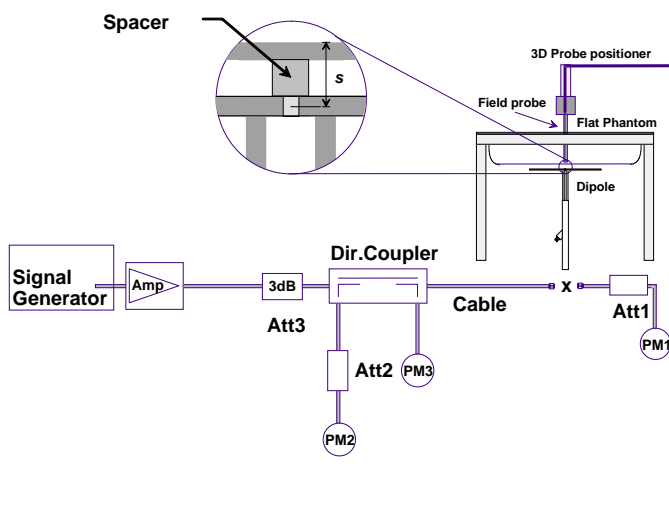 Spacer
s
3D Probe positioner
Field probe
Flat Phantom
Dipole
Signal
Generator
Amp
3dB
Att3
Dir.Coupler
Cable
x
Att1
PM1
Att2
PM3
PM2